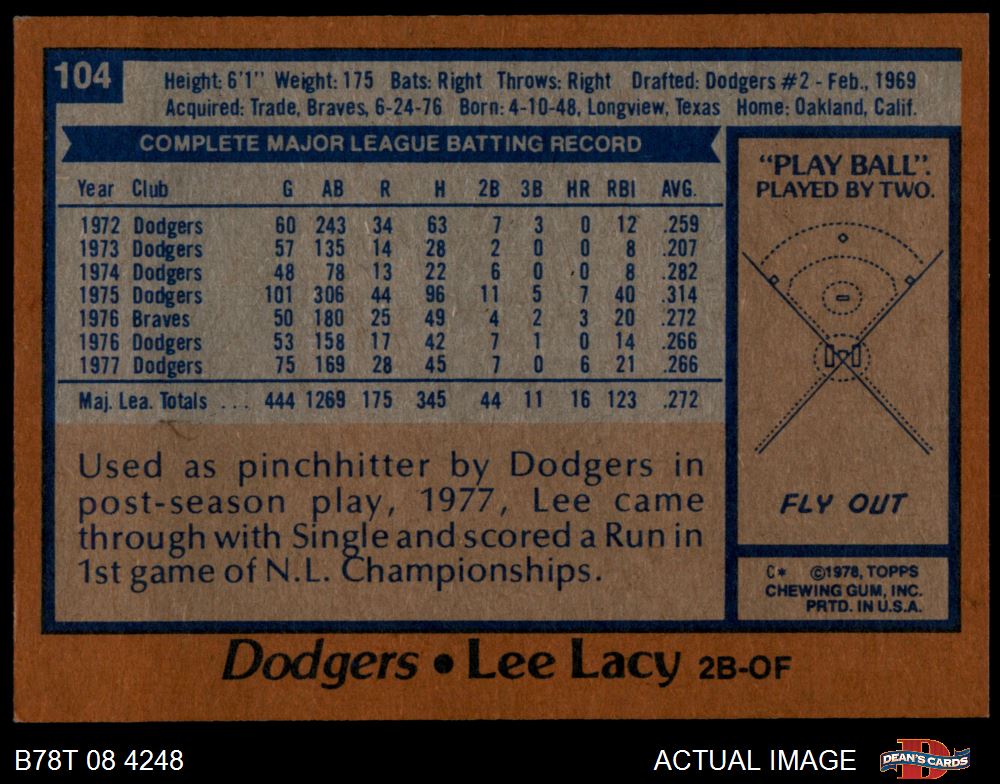 104
Height: 6'1" Weight: 175 Bats: Right Throws: Right Drafted: Dodgers #2 - Feb., 1969
Acquired: Trade, Braves, 6-24-76 Born: 4-10-48, Longview, Texas Home: Oakland, Calif.
COMPLETE MAJOR LEAGUE BATTING RECORD
Year Club G AB R H 2B 3B HR RBI AVG.
1972 Dodgers 60 243 34 63 7 3 0 12 .259
1973 Dodgers 57 135 14 28 2 0 0 8 .207
1974 Dodgers 48 78 13 22 6 0 0 8 .282
1975 Dodgers 101 306 44 96 11 5 7 40 .314
1976 Braves 50 180 25 49 4 2 3 20 .272
1976 Dodgers 53 158 17 42 7 1 0 14 .266
1977 Dodgers 75 169 28 45 7 0 6 21 .266
Maj. Lea. Totals ... 444 1269 175 345 44 11 16 123 .272
Used as pinchhitter by Dodgers in
post-season play, 1977, Lee came
through with Single and scored a Run in
1st game of N.L. Championships.
"PLAY BALL".
PLAYED BY TWO.
FLY OUT
C* ©1978, TOPPS
CHEWING GUM, INC.
PRTD. IN U.S.A.
Dodgers • Lee Lacy 2B-OF
B78T 08 4248
ACTUAL IMAGE
DEAN'S CARDS